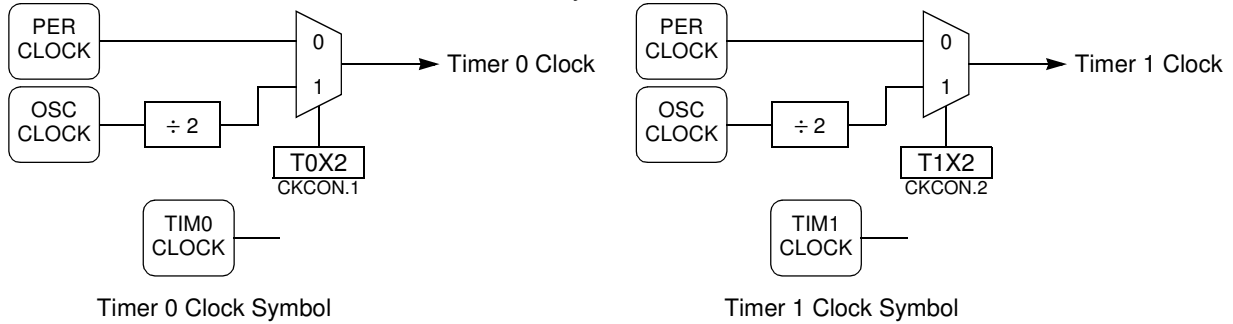 PER
CLOCK
0
Timer 0 Clock
1
OSC
CLOCK
÷ 2
T0X2
CKCON.1
TIM0
CLOCK
Timer 0 Clock Symbol
PER
CLOCK
0
Timer 1 Clock
1
OSC
CLOCK
÷ 2
T1X2
CKCON.2
TIM1
CLOCK
Timer 1 Clock Symbol